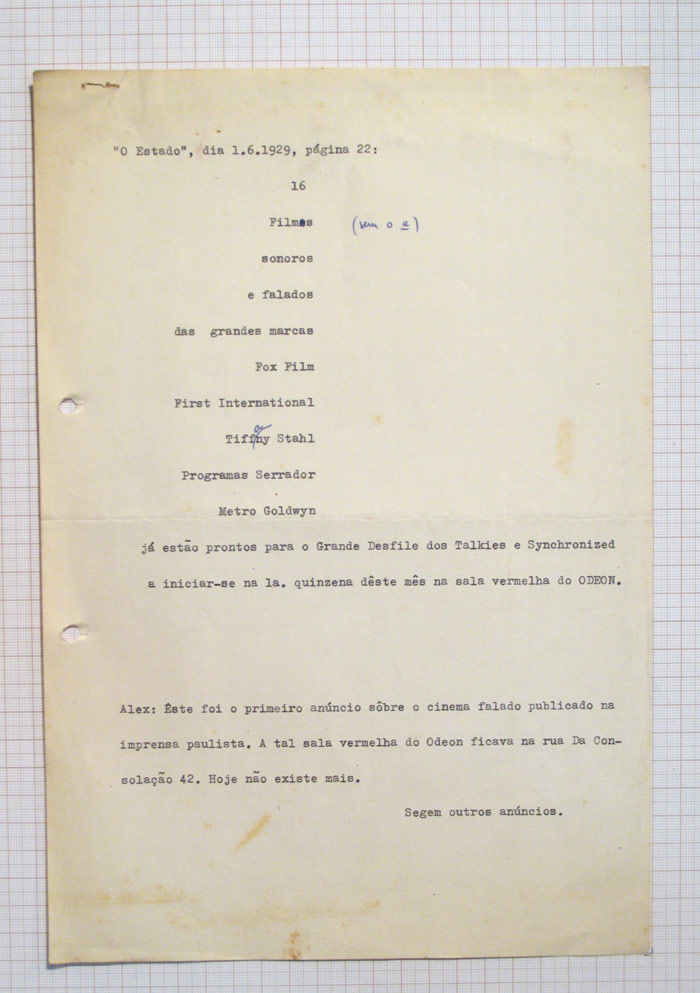 "O Estado", dia 1.6.1929, página 22:
16
Filmes (sem o e)
sonoros
e falados
das grandes marcas
Fox Film
First International
Tiffany Stahl
Programas Serrador
Metro Goldwyn
já estão prontos para o Grande Desfile dos Talkies e Synchronized
a iniciar-se na la. quinzena dêste mês na sala vermelha do ODEON.
Alex: Êste foi o primeiro anúncio sôbre o cinema falado publicado na
imprensa paulista. A tal sala vermelha do Odeon ficava na rua Da Con-
solação 42. Hoje não existe mais.
Segem outros anúncios.